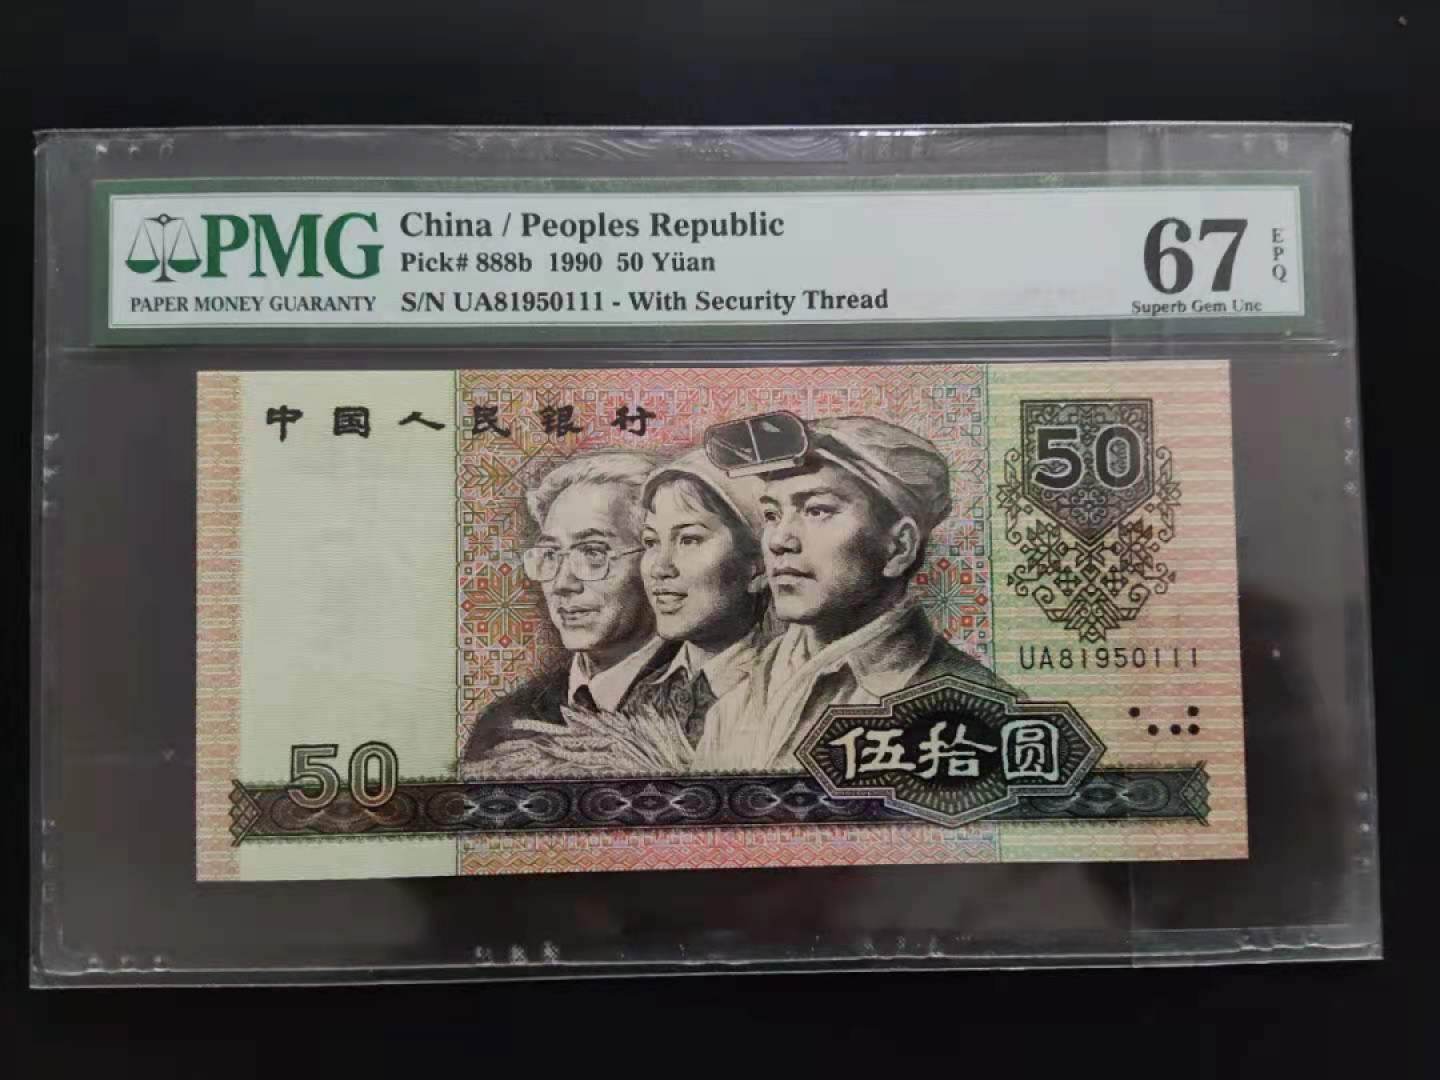 PMG
PAPER MONEY GUARANTY
China / Peoples Republic
Pick# 888b 1990 50 Yüan
S/N UA81950111 - With Security Thread
67
EPQ
Superb Gem Unc
中国人民银行
50
UA81950111
伍拾圆
50